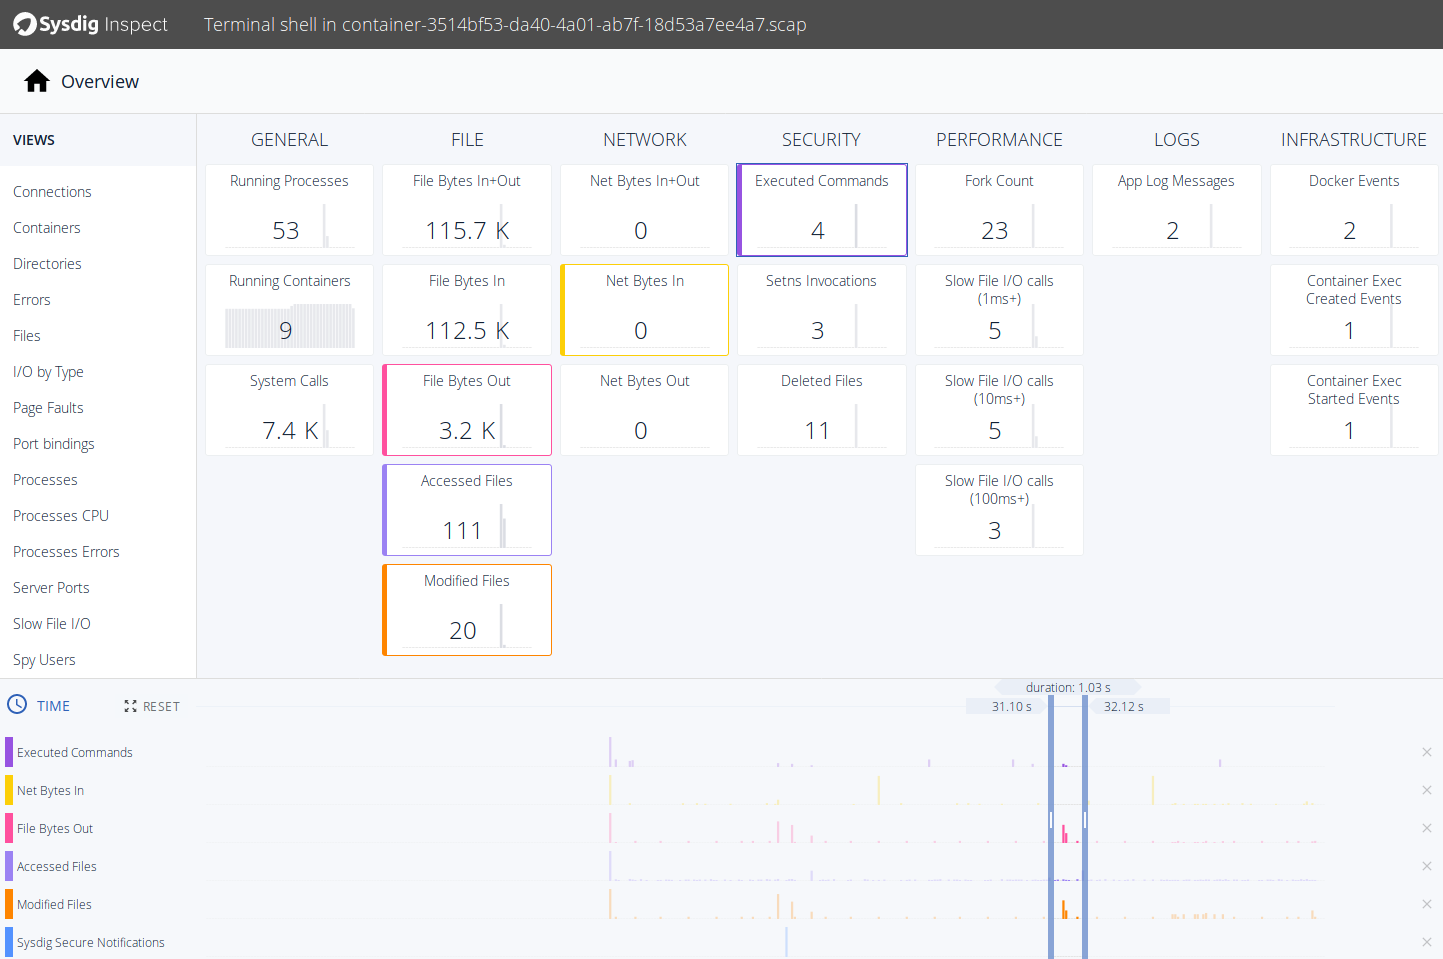 Sysdig Inspect
Terminal shell in container-3514bf53-da40-4a01-ab7f-18d53a7ee4a7.scap
Overview
VIEWS
Connections
Containers
Directories
Errors
Files
I/O by Type
Page Faults
Port bindings
Processes
Processes CPU
Processes Errors
Server Ports
Slow File I/O
Spy Users
GENERAL
Running Processes
53
Running Containers
9
System Calls
7.4 K
FILE
File Bytes In+Out
115.7 K
File Bytes In
112.5 K
File Bytes Out
3.2 K
Accessed Files
111
Modified Files
20
NETWORK
Net Bytes In+Out
0
Net Bytes In
0
Net Bytes Out
0
SECURITY
Executed Commands
4
Setns Invocations
3
Deleted Files
11
PERFORMANCE
Fork Count
23
Slow File I/O calls
(1ms+)
5
Slow File I/O calls
(10ms+)
5
Slow File I/O calls
(100ms+)
3
LOGS
App Log Messages
2
INFRASTRUCTURE
Docker Events
2
Container Exec
Created Events
1
Container Exec
Started Events
1
TIME
RESET
duration: 1.03 s
31.10 s
32.12 s
Executed Commands
Net Bytes In
File Bytes Out
Accessed Files
Modified Files
Sysdig Secure Notifications